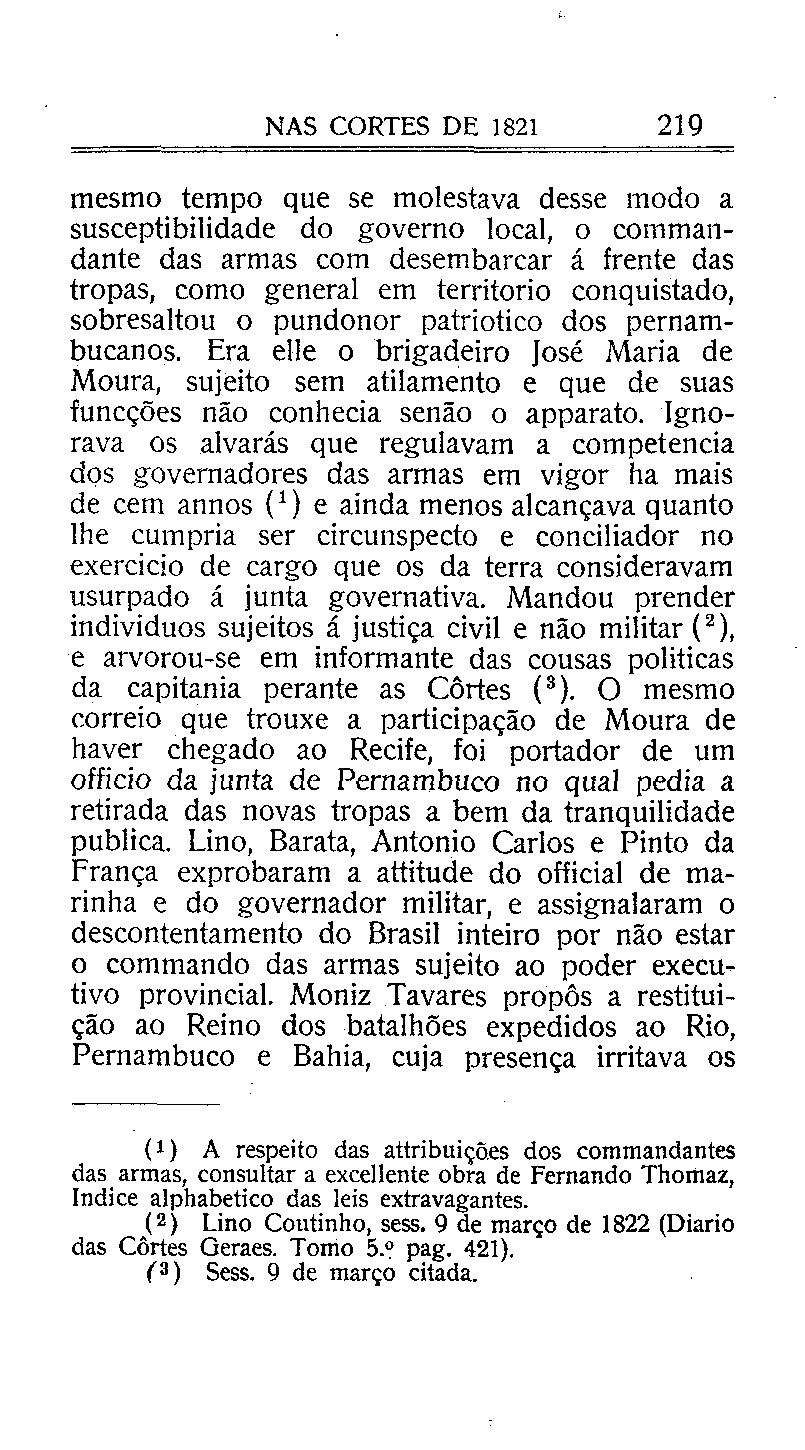 NAS CORTES DE 1821 219
mesmo tempo que se molestava desse modo a
susceptibilidade do governo local, o comman-
dante das armas com desembarcar á frente das
tropas, como general em territorio conquistado,
sobresaltou o pundonor patriotico dos pernam-
bucanos. Era elle o brigadeiro José Maria de
Moura, sujeito sem atilamento e que de suas
funcções não conhecia senão o apparato. Igno-
rava os alvarás que regulavam a competencia
dos governadores das armas em vigor ha mais
de cem annos (¹) e ainda menos alcançava quanto
lhe cumpria ser circunspecto e conciliador no
exercicio de cargo que os da terra consideravam
usurpado á junta governativa. Mandou prender
individuos sujeitos á justiça civil e não militar (²),
e arvorou-se em informante das cousas politicas
da capitania perante as Côrtes (³). O mesmo
correio que trouxe a participação de Moura de
haver chegado ao Recife, foi portador de um
officio da junta de Pernambuco no qual pedia a
retirada das novas tropas a bem da tranquilidade
publica. Lino, Barata, Antonio Carlos e Pinto da
França exprobaram a attitude do official de ma-
rinha e do governador militar, e assignalaram o
descontentamento do Brasil inteiro por não estar
o commando das armas sujeito ao poder execu-
tivo provincial. Moniz Tavares propôs a restitui-
ção ao Reino dos batalhões expedidos ao Rio,
Pernambuco e Bahia, cuja presença irritava os
(¹) A respeito das attribuições dos commandantes
das armas, consultar a excellente obra de Fernando Thomaz,
Indice alphabetico das leis extravagantes.
(²) Lino Coutinho, sess. 9 de março de 1822 (Diario
das Côrtes Geraes. Tomo 5.º pag. 421).
(³) Sess. 9 de março citada.